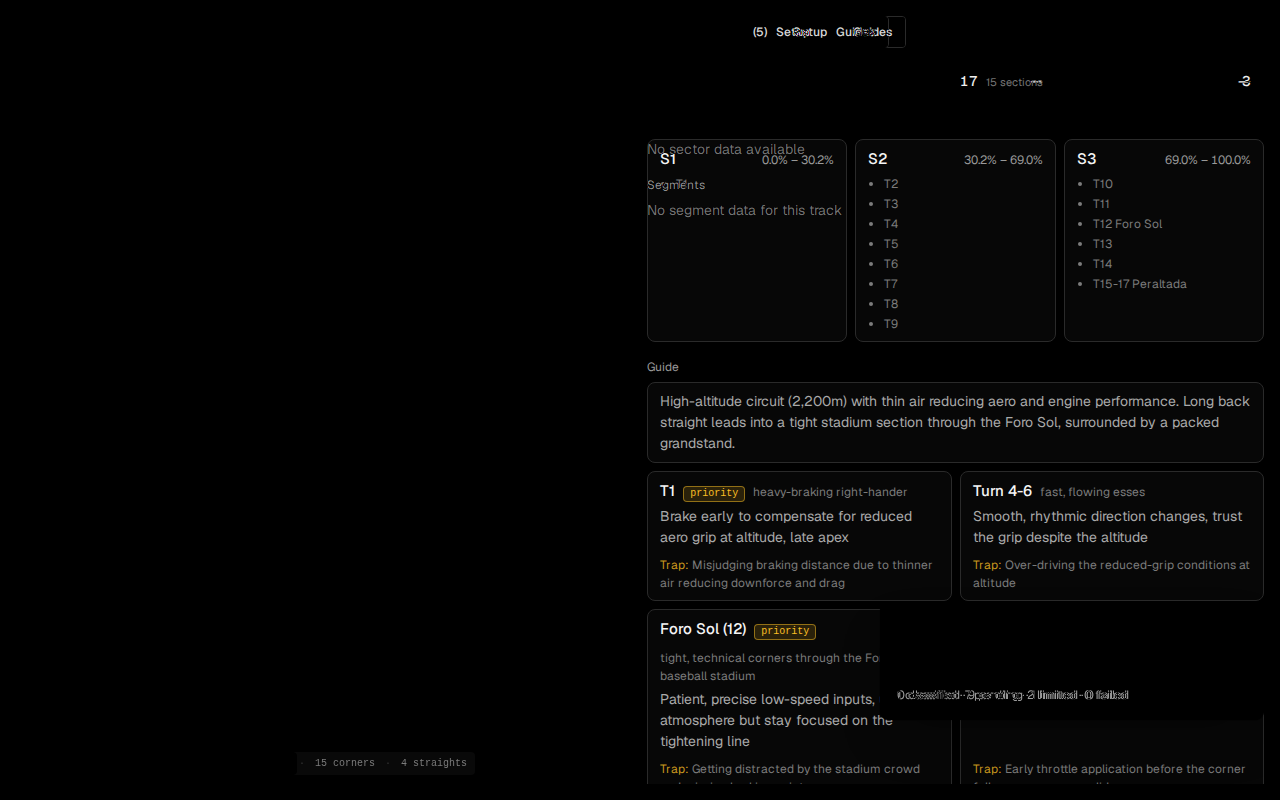 (5)
17 15 sections
No sector data available
S1 0.0% – 30.2%
Segments
No segment data for this track
S2 30.2% – 69.0%
T2
T3
T4
T5
T6
T7
T8
T9
S3 69.0% – 100.0%
T10
T11
T12 Foro Sol
T13
T14
T15-17 Peraltada
Guide
High-altitude circuit (2,200m) with thin air reducing aero and engine performance. Long back
straight leads into a tight stadium section through the Foro Sol, surrounded by a packed
grandstand.
T1 priority heavy-braking right-hander
Brake early to compensate for reduced
aero grip at altitude, late apex
Trap: Misjudging braking distance due to thinner
air reducing downforce and drag
Turn 4-6 fast, flowing esses
Smooth, rhythmic direction changes, trust
the grip despite the altitude
Trap: Over-driving the reduced-grip conditions at
altitude
Foro Sol (12) priority
tight, technical corners through the
baseball stadium
Patient, precise low-speed inputs,
atmosphere but stay focused on the
tightening line
Trap: Getting distracted by the stadium crowd
Trap: Early throttle application before the corner
· 15 corners · 4 straights